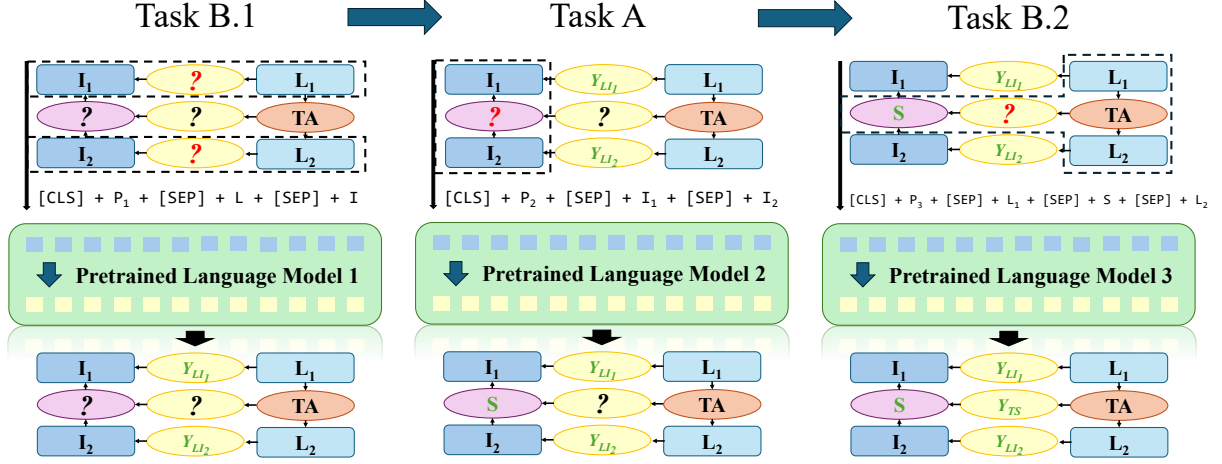 Task B.1 Task A Task B.2
I1 ? L1 I1 YLI1 L1 I1 YLI1 L1
? ? TA ? ? TA S ? TA
I2 ? L2 I2 YLI2 L2 I2 YLI2 L2
[CLS] + P1 + [SEP] + L + [SEP] + I [CLS] + P2 + [SEP] + I1 + [SEP] + I2 [CLS] + P3 + [SEP] + L1 + [SEP] + S + [SEP] + L2
Pretrained Language Model 1 Pretrained Language Model 2 Pretrained Language Model 3
I1 YLI1 L1 I1 YLI1 L1 I1 YLI1 L1
? ? TA S ? TA S YTS TA
I2 YLI2 L2 I2 YLI2 L2 I2 YLI2 L2